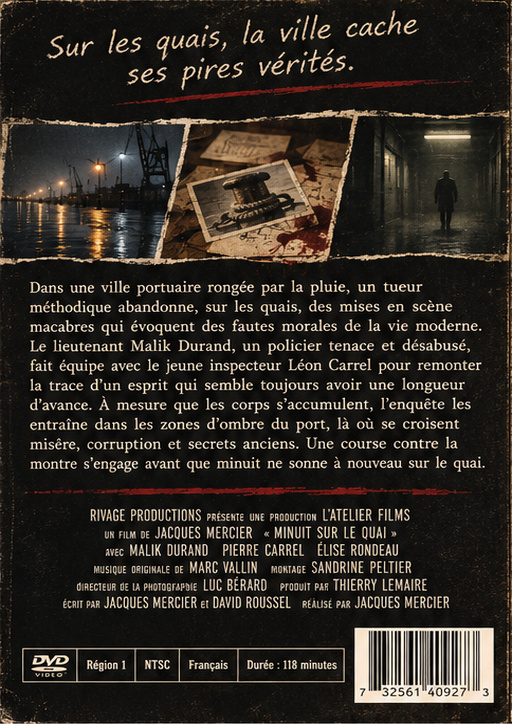 Sur les quais, la ville cache
ses pires vérités.
Dans une ville portuaire rongée par la pluie, un tueur
méthodique abandonne, sur les quais, des mises en scène
macabres qui évoquent des fautes morales de la vie moderne.
Le lieutenant Malik Durand, un policier tenace et désabusé,
fait équipe avec le jeune inspecteur Léon Carrel pour remonter
la trace d'un esprit qui semble toujours avoir une longueur
d'avance. À mesure que les corps s'accumulent, l'enquête les
entraîne dans les zones d'ombre du port, là où se croisent
misêre, corruption et secrets anciens. Une course contre la
montre s'engage avant que minuit ne sonne à nouveau sur le quai.
RIVAGE PRODUCTIONS PRÉSENTE UNE PRODUCTION L'ATELIER FILMS
UN FILM DE JACQUES MERCIER « MINUIT SUR LE QUAI »
AVEC MALIK DURAND PIERRE CARREL ÉLISE RONDEAU
MUSIQUE ORIGINALE DE MARC VALLIN MONTAGE SANDRINE PELTIER
DIRECTEUR DE LA PHOTOGRAPHIE LUC BÉRARD PRODUIT PAR THIERRY LEMAIRE
ÉCRIT PAR JACQUES MERCIER ET DAVID ROUSSEL RÉALISÉ PAR JACQUES MERCIER
DVD VIDEO Région 1 NTSC Français Durée : 118 minutes
7 32561 40927 3